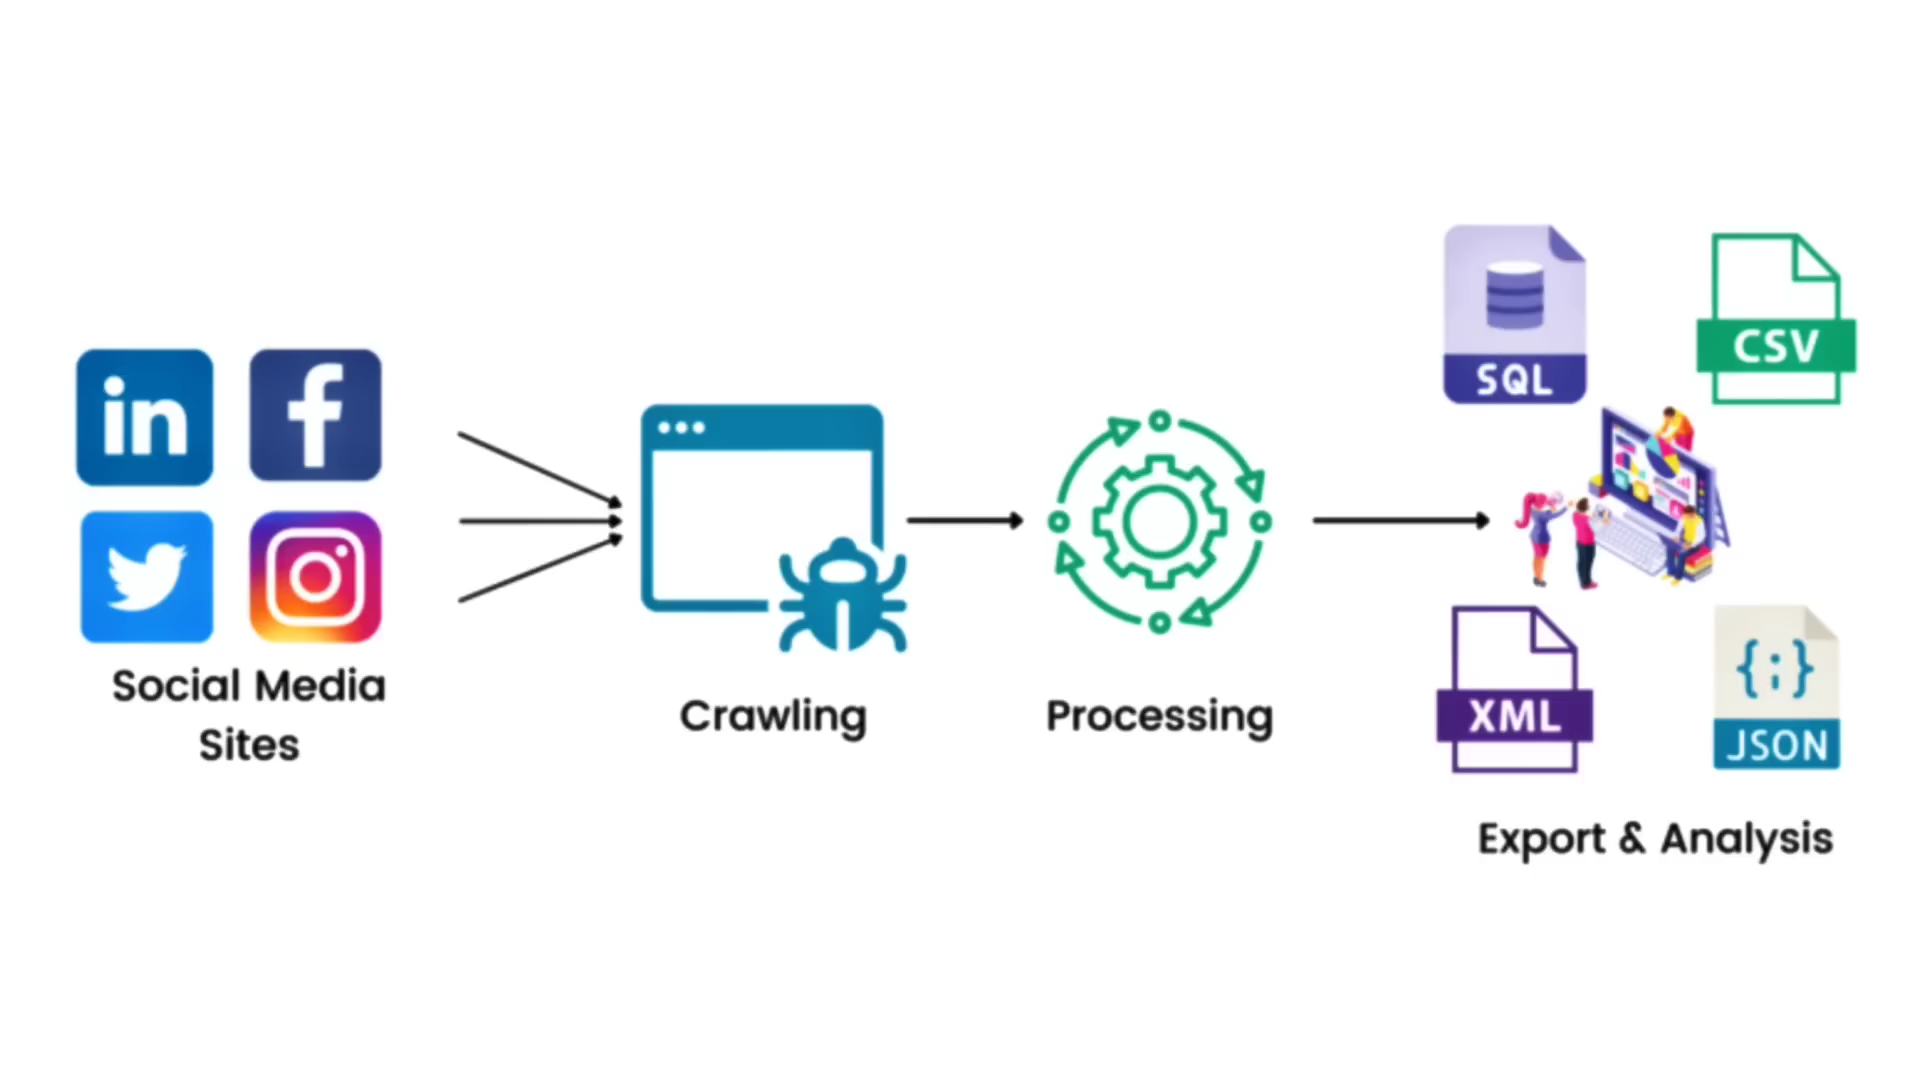 in
f
Social Media
Sites
Crawling
Processing
SQL
CSV
XML
{;}
JSON
Export & Analysis